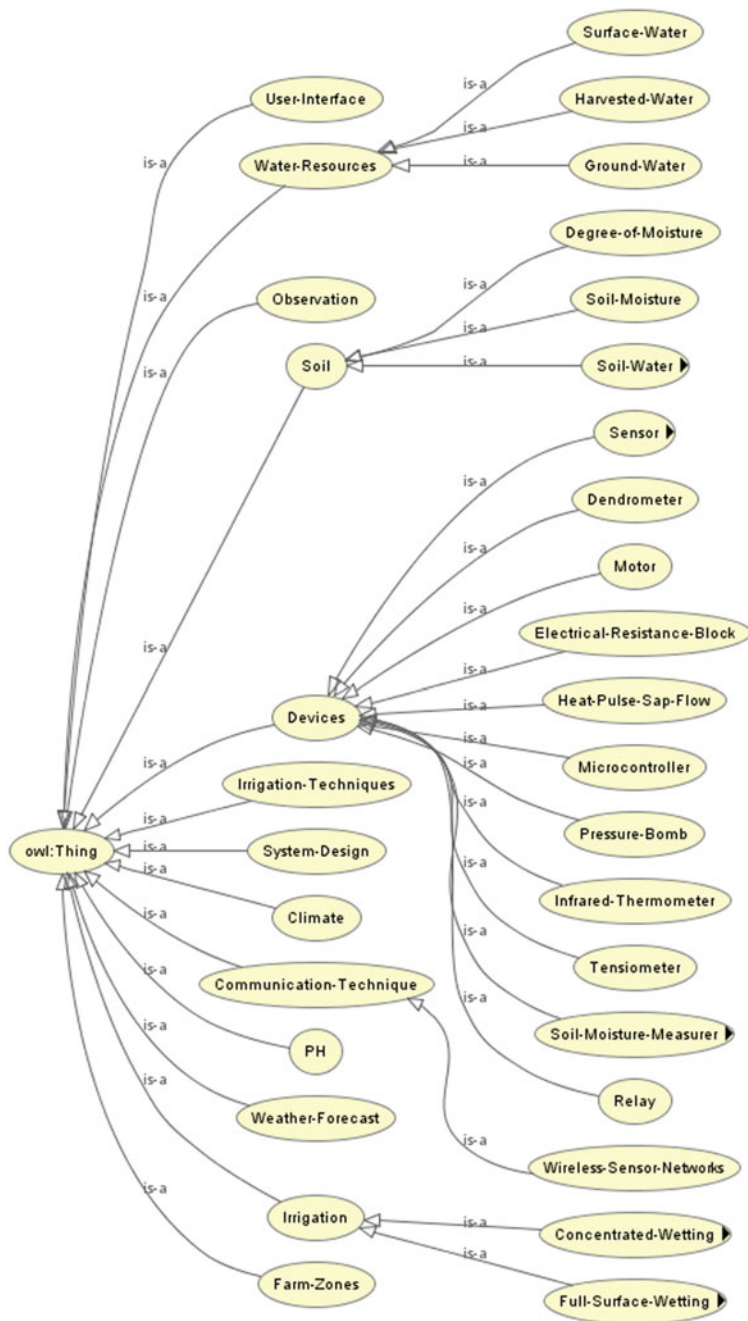 Surface-Water
is-a
User-Interface
Harvested-Water
is-a
is-a
Water-Resources
is-a
Ground-Water
Degree-of-Moisture
is-a
is-a
Observation
Soil-Moisture
is-a
is-a
Soil
is-a
Soil-Water
Sensor
is-a
Dendrometer
is-a
Motor
is-a
Electrical-Resistance-Block
is-a
is-a
Heat-Pulse-Sap-Flow
is-a
Devices
is-a
is-a
is-a
Microcontroller
Irrigation-Techniques
is-a
is-a
Pressure-Bomb
owl:Thing
is-a
System-Design
is-a
Infrared-Thermometer
is-a
Climate
is-a
is-a
Tensiometer
Communication-Technique
is-a
is-a
PH
Soil-Moisture-Measurer
is-a
Relay
Weather-Forecast
is-a
is-a
Wireless-Sensor-Networks
is-a
Irrigation
is-a
Concentrated-Wetting
is-a
Farm-Zones
Full-Surface-Wetting